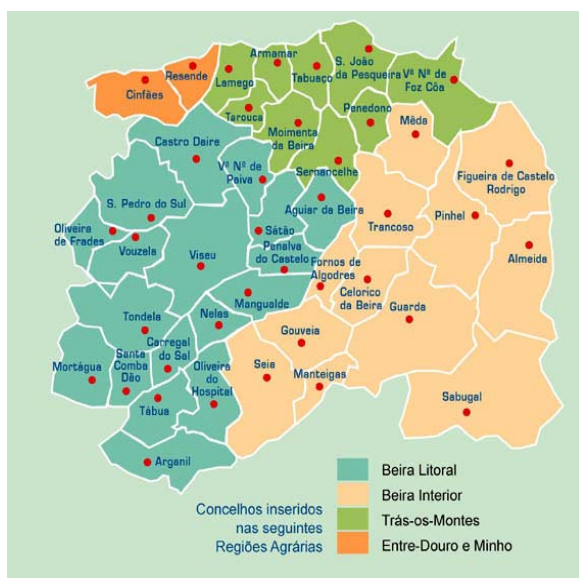 Resende
Cinfães
Armamar
Lamego
Tabuaço
S. João
da Pesqueira
Vª Nª de
Foz Côa
Tarouca
Penedono
Moimenta
da Beira
Mêda
Castro Daire
Sernancelhe
Vª Nª de
Paiva
Figueira de Castelo
Rodrigo
Aguiar da Beira
S. Pedro do Sul
Trancoso
Pinhel
Oliveira
de Frades
Sátão
Vouzela
Penalva
do Castelo
Almeida
Viseu
Fornos de
Algodres
Celorico
da Beira
Mangualde
Guarda
Tondela
Nelas
Carregal
do Sal
Gouveia
Santa
Comba
Dão
Mortágua
Oliveira
do
Hospital
Seia
Manteigas
Tábua
Sabugal
Arganil
Concelhos inseridos
nas seguintes
Regiões Agrárias
Beira Litoral
Beira Interior
Trás-os-Montes
Entre-Douro e Minho